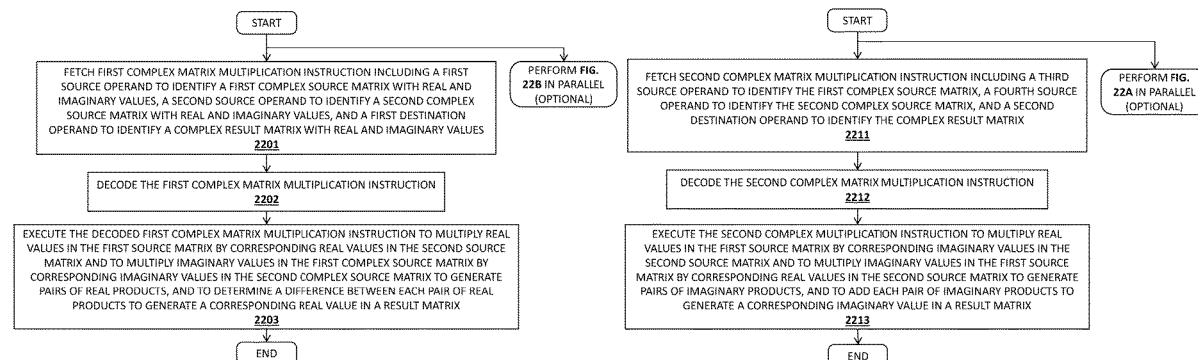 START
PERFORM FIG.
22B IN PARALLEL
(OPTIONAL)
FETCH FIRST COMPLEX MATRIX MULTIPLICATION INSTRUCTION INCLUDING A FIRST
SOURCE OPERAND TO IDENTIFY A FIRST COMPLEX SOURCE MATRIX WITH REAL AND
IMAGINARY VALUES, A SECOND SOURCE OPERAND TO IDENTIFY A SECOND COMPLEX
SOURCE MATRIX WITH REAL AND IMAGINARY VALUES, AND A FIRST DESTINATION
OPERAND TO IDENTIFY A COMPLEX RESULT MATRIX WITH REAL AND IMAGINARY VALUES
2201
DECODE THE FIRST COMPLEX MATRIX MULTIPLICATION INSTRUCTION
2202
EXECUTE THE DECODED FIRST COMPLEX MATRIX MULTIPLICATION INSTRUCTION TO MULTIPLY REAL
VALUES IN THE FIRST SOURCE MATRIX BY CORRESPONDING REAL VALUES IN THE SECOND SOURCE
MATRIX AND TO MULTIPLY IMAGINARY VALUES IN THE FIRST COMPLEX SOURCE MATRIX BY
CORRESPONDING IMAGINARY VALUES IN THE SECOND COMPLEX SOURCE MATRIX TO GENERATE
PAIRS OF REAL PRODUCTS, AND TO DETERMINE A DIFFERENCE BETWEEN EACH PAIR OF REAL
PRODUCTS TO GENERATE A CORRESPONDING REAL VALUE IN A RESULT MATRIX
2203
END
START
PERFORM FIG.
22A IN PARALLEL
(OPTIONAL)
FETCH SECOND COMPLEX MATRIX MULTIPLICATION INSTRUCTION INCLUDING A THIRD
SOURCE OPERAND TO IDENTIFY THE FIRST COMPLEX SOURCE MATRIX, A FOURTH SOURCE
OPERAND TO IDENTIFY THE SECOND COMPLEX SOURCE MATRIX, AND A SECOND
DESTINATION OPERAND TO IDENTIFY THE COMPLEX RESULT MATRIX
2211
DECODE THE SECOND COMPLEX MATRIX MULTIPLICATION INSTRUCTION
2212
EXECUTE THE SECOND COMPLEX MULTIPLICATION INSTRUCTION TO MULTIPLY REAL
VALUES IN THE FIRST SOURCE MATRIX BY CORRESPONDING IMAGINARY VALUES IN THE
SECOND SOURCE MATRIX AND TO MULTIPLY IMAGINARY VALUES IN THE FIRST SOURCE
MATRIX BY CORRESPONDING REAL VALUES IN THE SECOND SOURCE MATRIX TO GENERATE
PAIRS OF IMAGINARY PRODUCTS, AND TO ADD EACH PAIR OF IMAGINARY PRODUCTS TO
GENERATE A CORRESPONDING IMAGINARY VALUE IN A RESULT MATRIX
2213
END